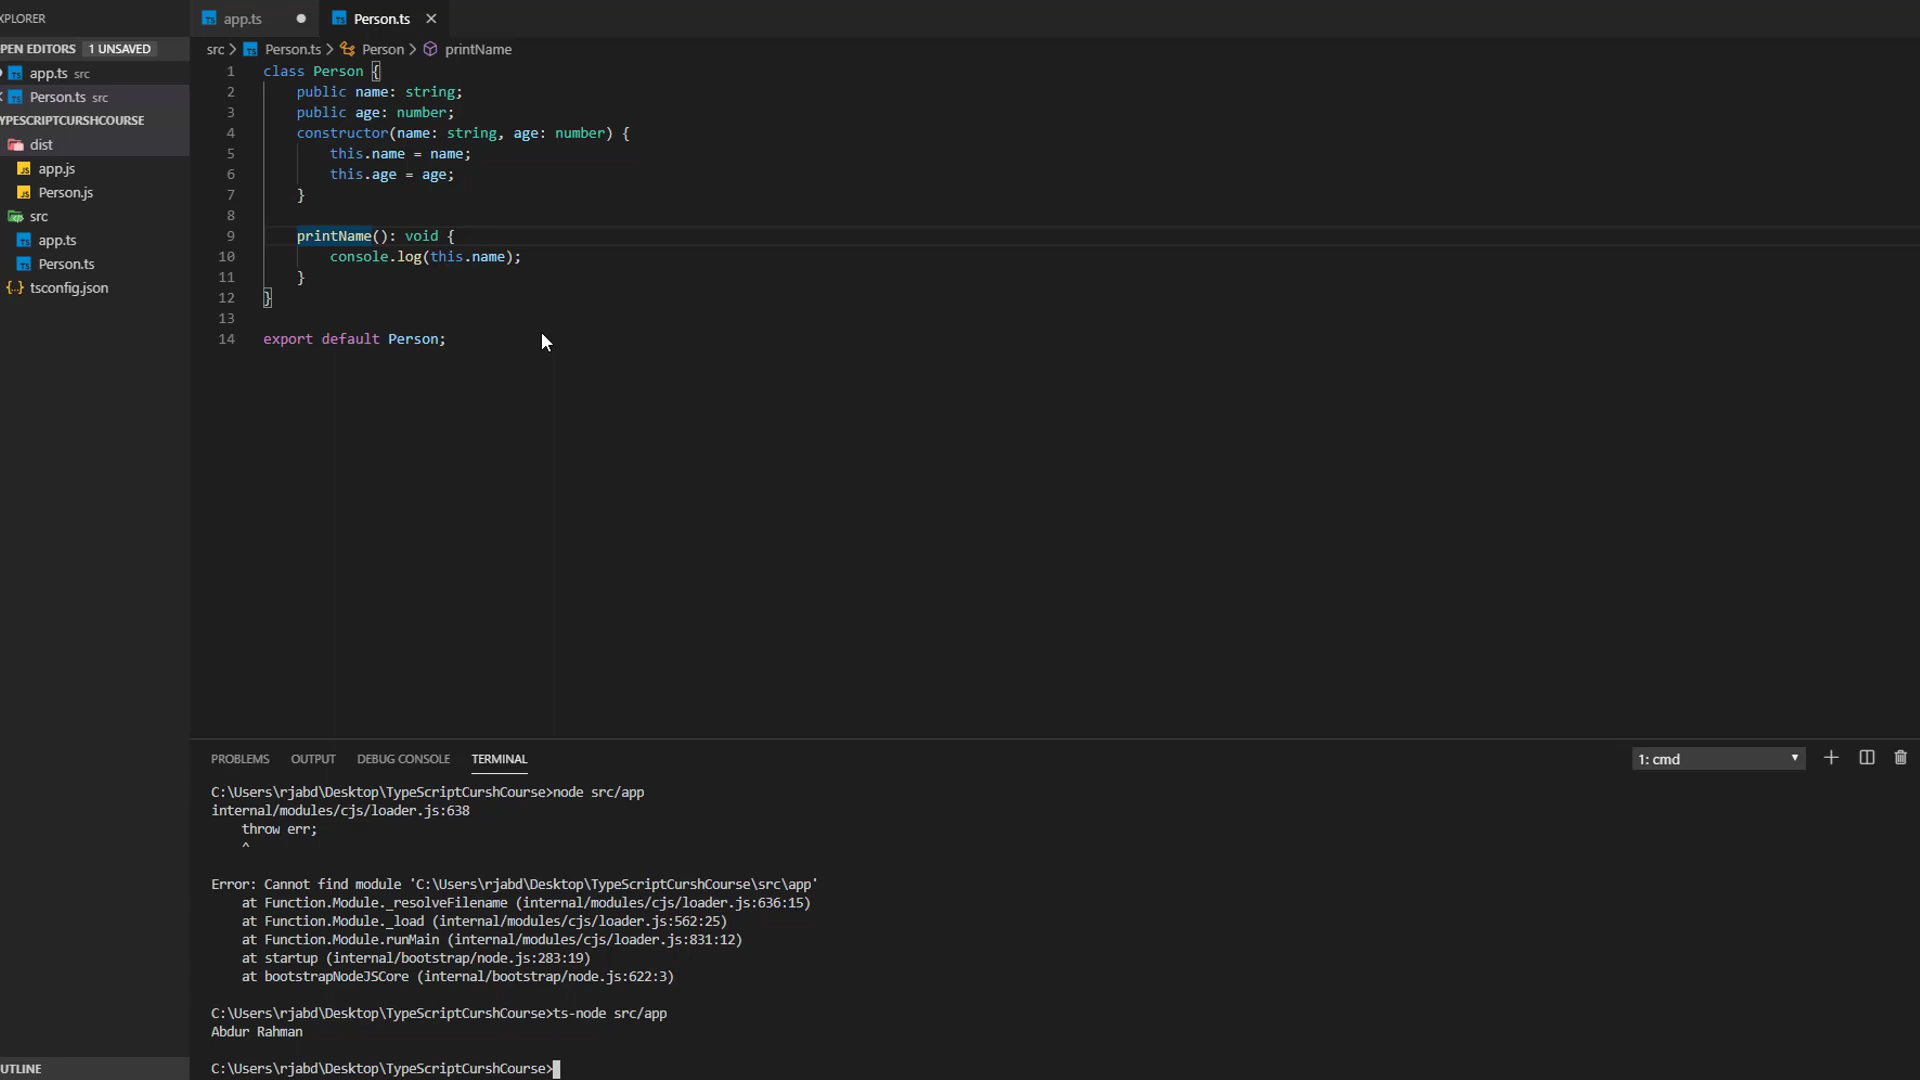 XPLORER
app.ts
Person.ts
PEN EDITORS 1 UNSAVED
app.ts src
Person.ts src
YPESCRIPTCURSHCOURSE
dist
app.js
Person.js
src
app.ts
Person.ts
tsconfig.json
UTLINE
src > Person.ts > Person > printName
1 class Person {
2 public name: string;
3 public age: number;
4 constructor(name: string, age: number) {
5 this.name = name;
6 this.age = age;
7 }
8
9 printName(): void {
10 console.log(this.name);
11 }
12 }
13
14 export default Person;
PROBLEMS OUTPUT DEBUG CONSOLE TERMINAL 1: cmd
C:\Users\rjabd\Desktop\TypeScriptCurshCourse>node src/app
internal/modules/cjs/loader.js:638
throw err;
^
Error: Cannot find module 'C:\Users\rjabd\Desktop\TypeScriptCurshCourse\src\app'
at Function.Module._resolveFilename (internal/modules/cjs/loader.js:636:15)
at Function.Module._load (internal/modules/cjs/loader.js:562:25)
at Function.Module.runMain (internal/modules/cjs/loader.js:831:12)
at startup (internal/bootstrap/node.js:283:19)
at bootstrapNodeJSCore (internal/bootstrap/node.js:622:3)
C:\Users\rjabd\Desktop\TypeScriptCurshCourse>ts-node src/app
Abdur Rahman
C:\Users\rjabd\Desktop\TypeScriptCurshCourse>